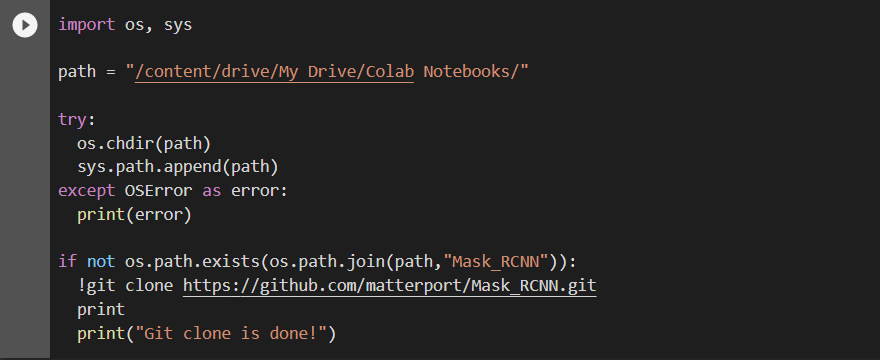 import os, sys
path = "/content/drive/My Drive/Colab Notebooks/"
try:
  os.chdir(path)
  sys.path.append(path)
except OSError as error:
  print(error)
if not os.path.exists(os.path.join(path,"Mask_RCNN")):
  !git clone https://github.com/matterport/Mask_RCNN.git
  print
  print("Git clone is done!")